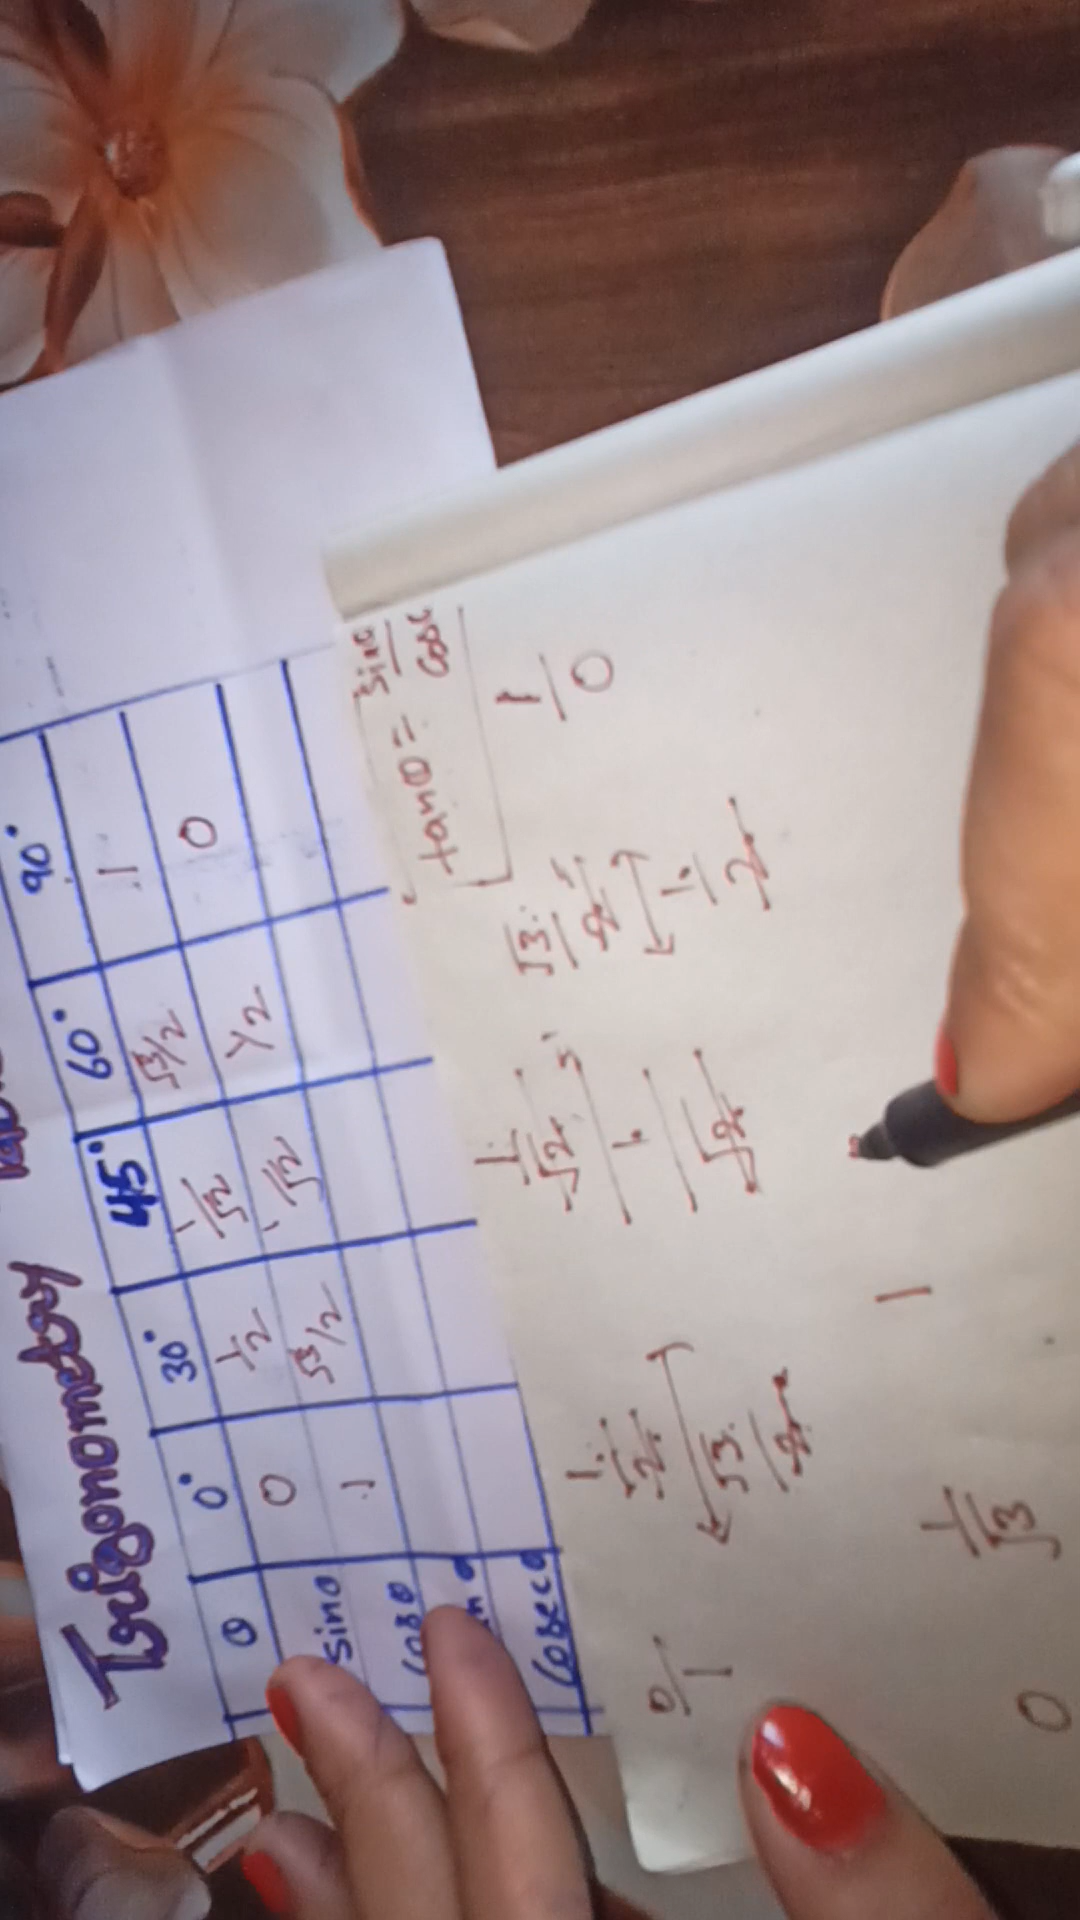 Trigonometry
θ 0° 30° 45° 60° 90°
sinθ 0 1/2 1/√2 √3/2 1
cosθ 1 √3/2 1/√2 1/2 0
cosecθ
tanθ = sinθ/cosθ
0/1 1/2 1/√2 √3/2 1/0
√3/2 1/√2 1/2
0 1/√3 1